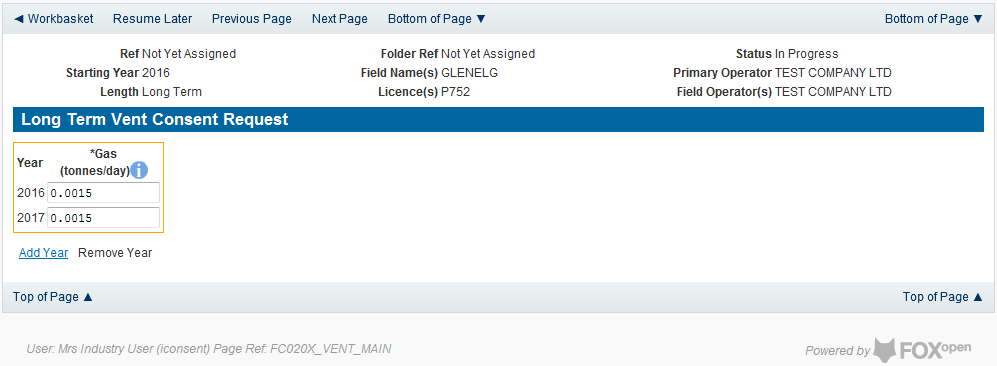 ◄ Workbasket Resume Later Previous Page Next Page Bottom of Page ▼ Bottom of Page ▼
Ref Not Yet Assigned Folder Ref Not Yet Assigned Status In Progress
Starting Year 2016 Field Name(s) GLENELG Primary Operator TEST COMPANY LTD
Length Long Term Licence(s) P752 Field Operator(s) TEST COMPANY LTD
Long Term Vent Consent Request
Year *Gas
(tonnes/day) i
2016 0.0015
2017 0.0015
Add Year Remove Year
Top of Page ▲ Top of Page ▲
User: Mrs Industry User (iconsent) Page Ref: FC020X_VENT_MAIN Powered by FOXopen